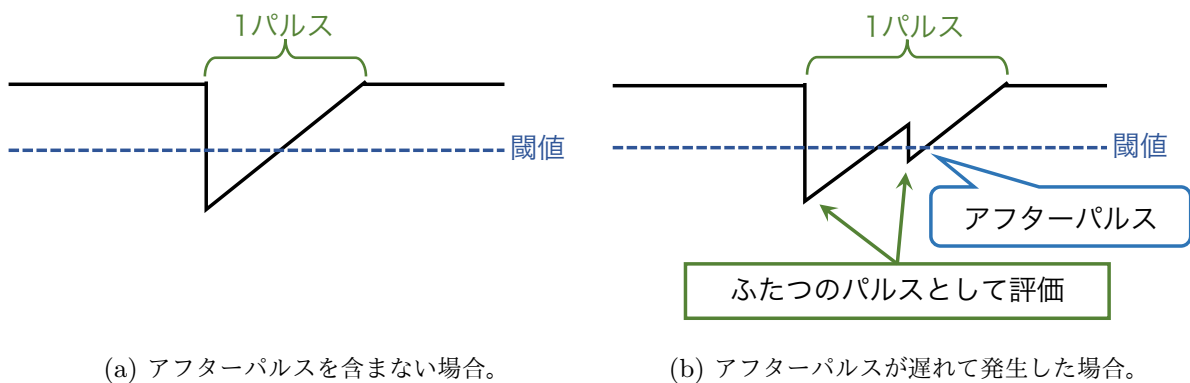 1パルス
閾値
(a) アフターパルスを含まない場合。
1パルス
閾値
アフターパルス
ふたつのパルスとして評価
(b) アフターパルスが遅れて発生した場合。